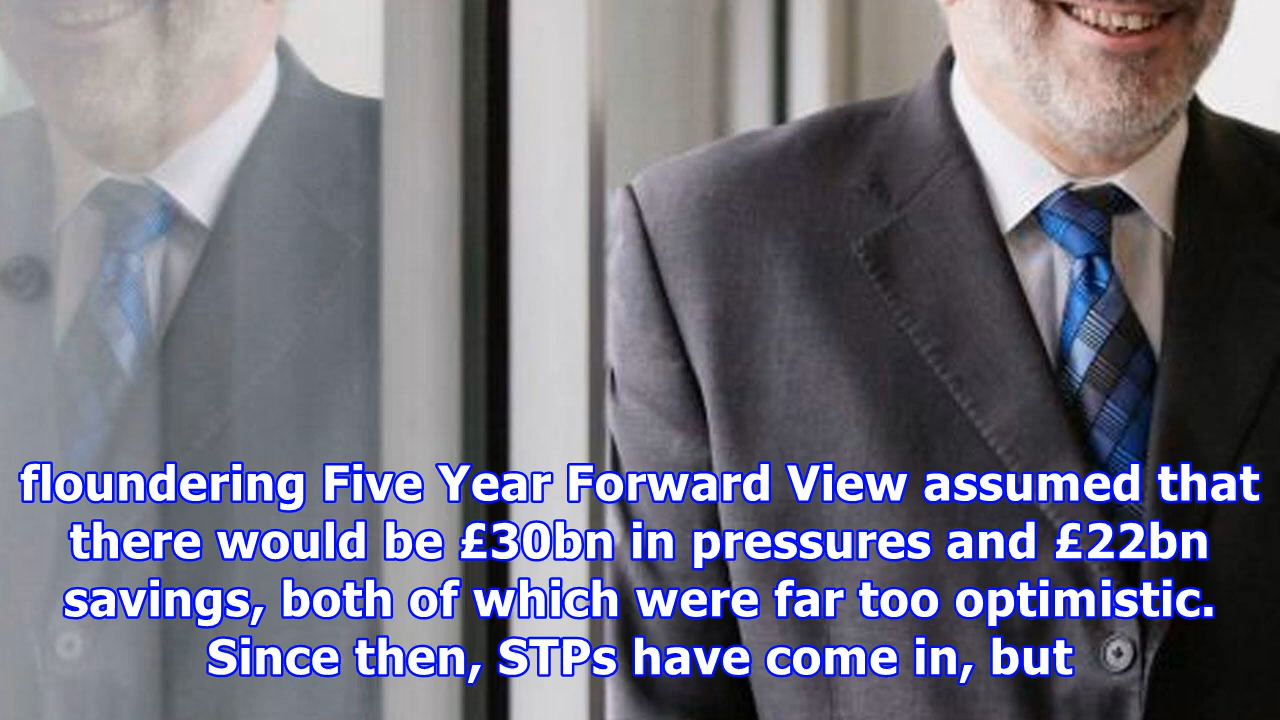 floundering Five Year Forward View assumed that
there would be £30bn in pressures and £22bn
savings, both of which were far too optimistic.
Since then, STPs have come in, but